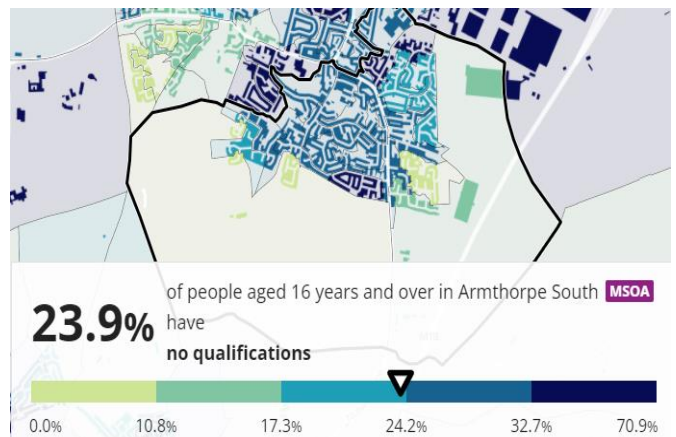 of people aged 16 years and over in Armthorpe South MSOA
23.9% have
no qualifications
0.0% 10.8% 17.3% 24.2% 32.7% 70.9%